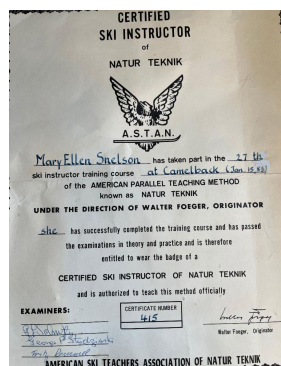 CERTIFIED
SKI INSTRUCTOR
of
NATUR TEKNIK
A.S.T.A.N.
Mary Ellen Snelson has taken part in the 27 th
ski instructor training course at Camelback (Jan. 15, 83)
of the AMERICAN PARALLEL TEACHING METHOD
known as NATUR TEKNIK
UNDER THE DIRECTION OF WALTER FOEGER, ORIGINATOR
she has successfully completed the training course and has passed
the examinations in theory and practice and is therefore
entitled to wear the badge of a
CERTIFIED SKI INSTRUCTOR OF NATUR TEKNIK
and is authorized to teach this method officially
EXAMINERS:
CERTIFICATE NUMBER
415
George P.
Walter Foeger, Originator
AMERICAN SKI TEACHERS ASSOCIATION OF NATUR TEKNIK